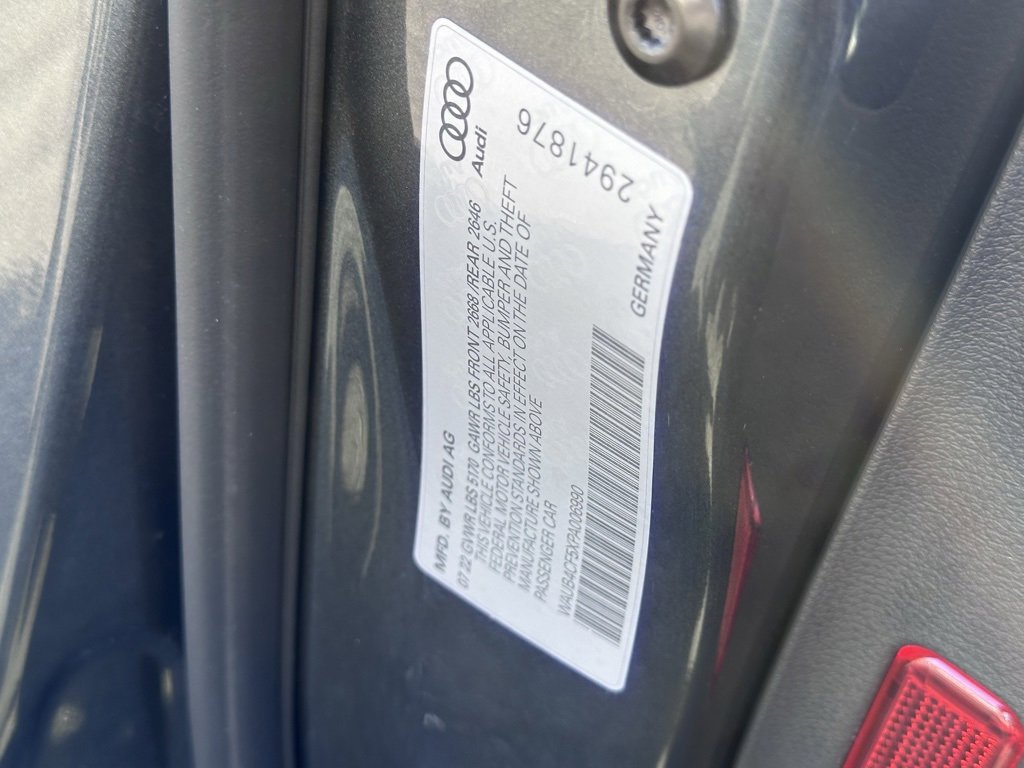 Audi
2941876
MFD. BY AUDI AG
07 22 GVWR LBS 5170 GAWR LBS FRONT 2668 /REAR 2646
THIS VEHICLE CONFORMS TO ALL APPLICABLE U.S.
FEDERAL MOTOR VEHICLE SAFETY, BUMPER AND THEFT
PREVENTION STANDARDS IN EFFECT ON THE DATE OF
MANUFACTURE SHOWN ABOVE
PASSENGER CAR
WAUB4CF5XPA006990
GERMANY